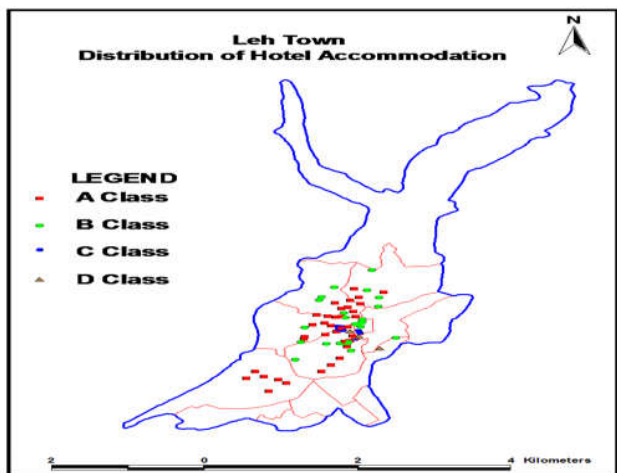 N
Leh Town
Distribution of Hotel Accommodation
LEGEND
A Class
B Class
C Class
D Class
2 0 2 4 Kilometers